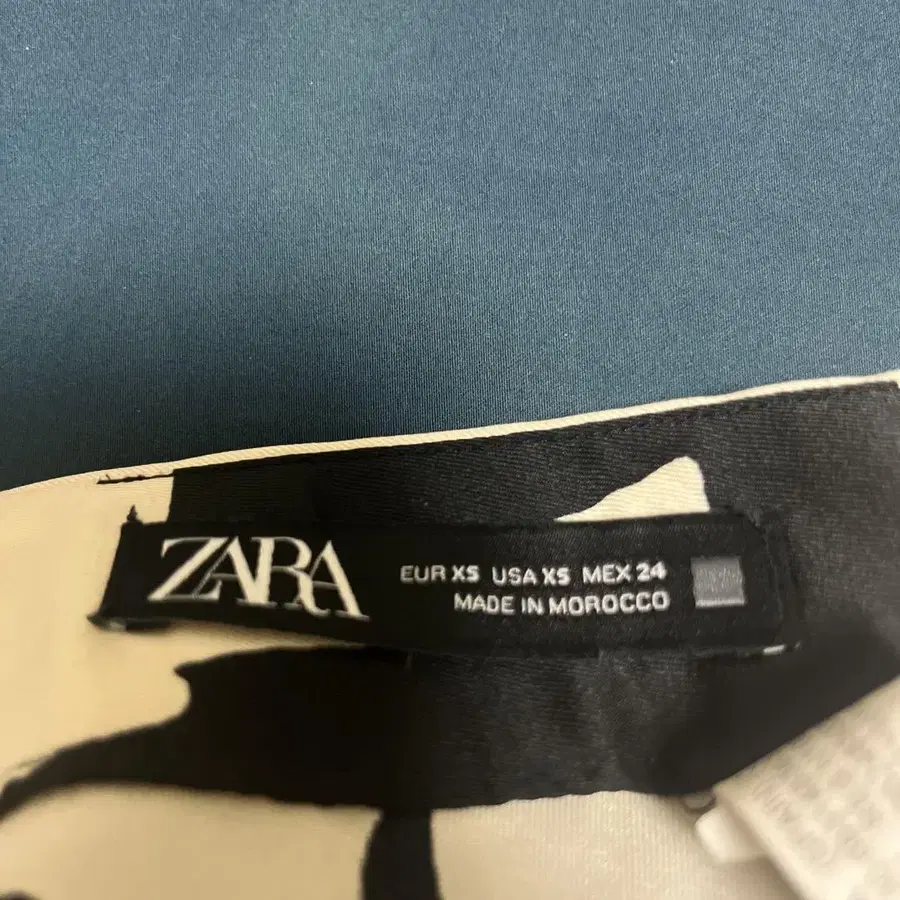 ZARA
EUR XS USA XS MEX 24
MADE IN MOROCCO